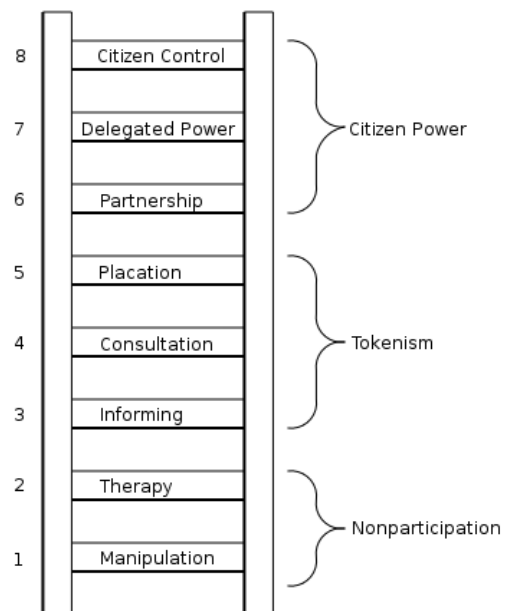 8 Citizen Control
7 Delegated Power
Citizen Power
6 Partnership
5 Placation
4 Consultation
Tokenism
3 Informing
2 Therapy
Nonparticipation
1 Manipulation